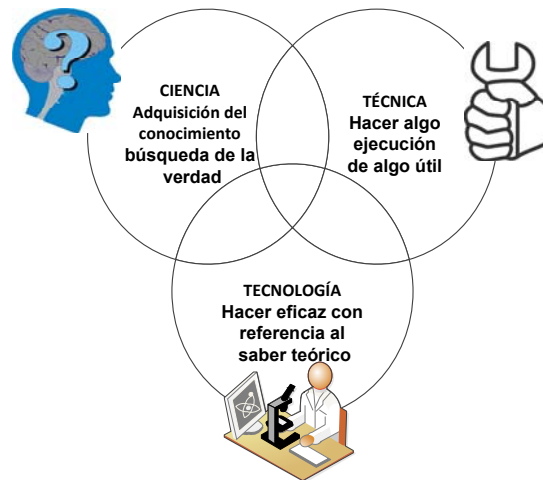 CIENCIA
Adquisición del
conocimiento
búsqueda de la
verdad
TÉCNICA
Hacer algo
ejecución
de algo útil
TECNOLOGÍA
Hacer eficaz con
referencia al
saber teórico